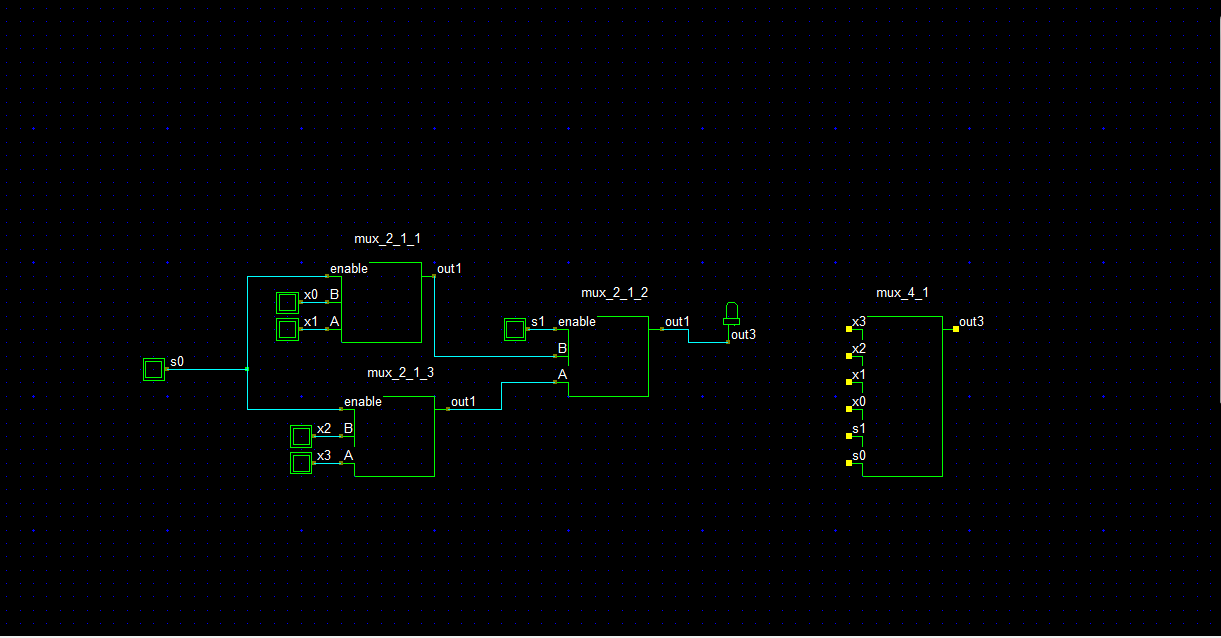 mux_2_1_1
enable
out1
x0
B
x1
A
s0
mux_2_1_3
enable
out1
x2
B
x3
A
mux_2_1_2
s1
enable
out1
B
A
out3
mux_4_1
x3
out3
x2
x1
x0
s1
s0